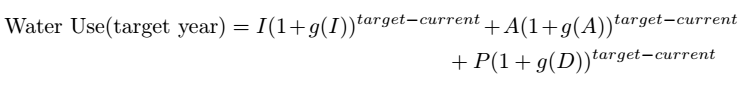 Water Use(target year) = I(1+g(I))^{target−current} + A(1+g(A))^{target−current}
+ P(1+g(D))^{target−current}